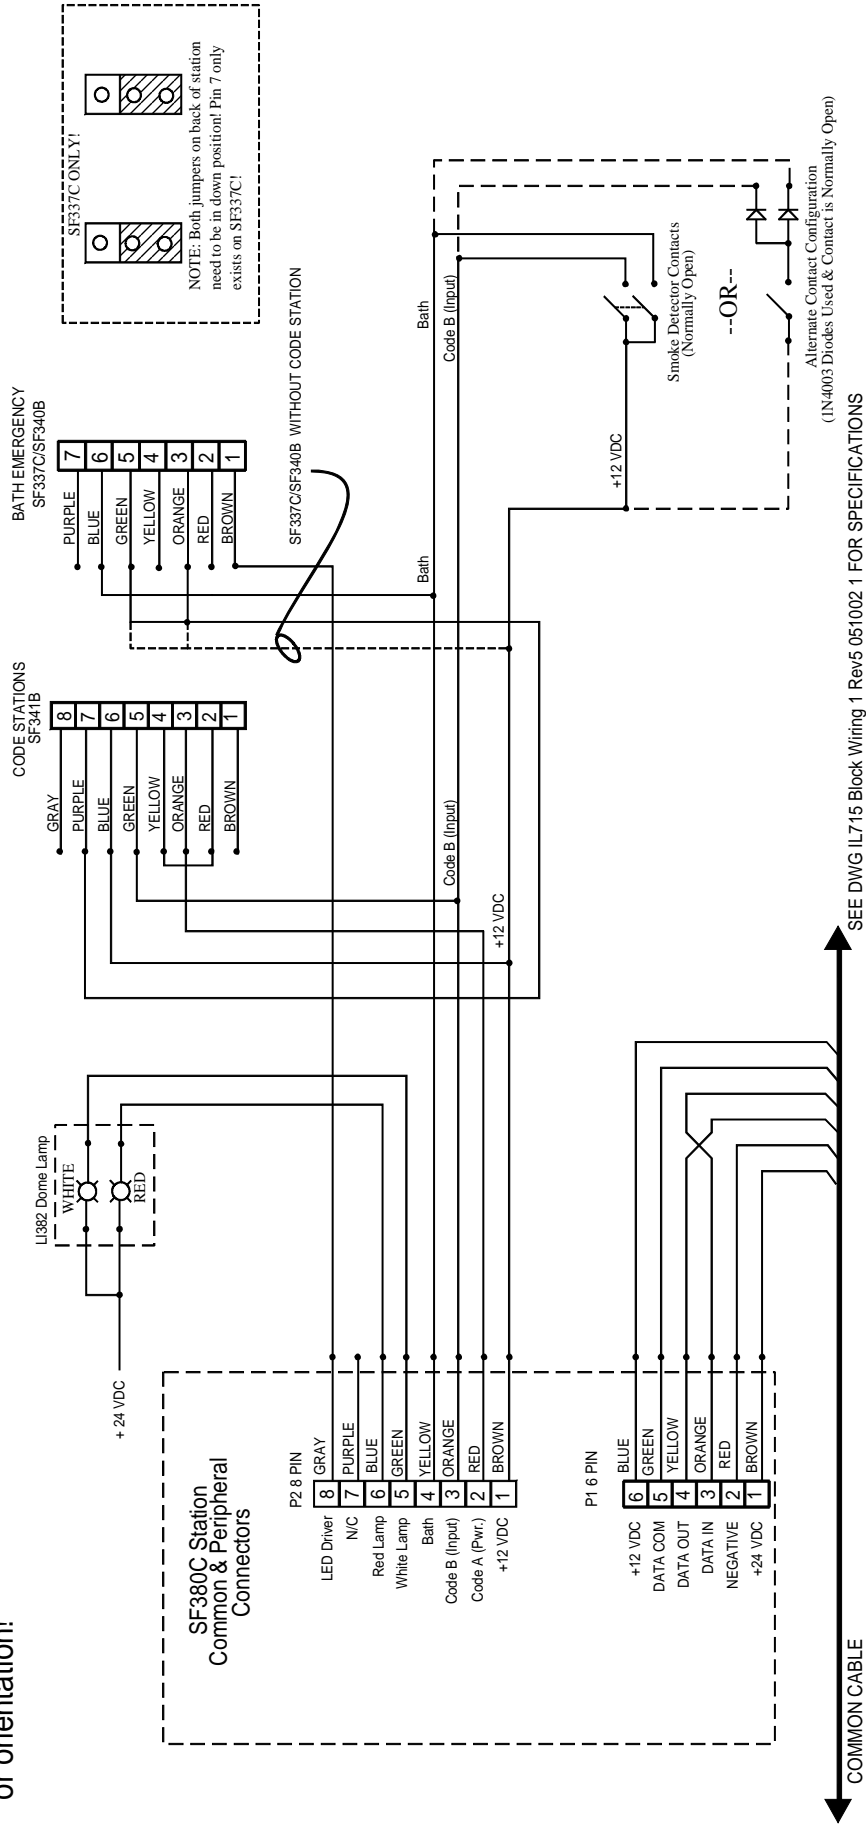 or orientation!
SF337C ONLY!
NOTE: Both jumpers on back of station
need to be in down position! Pin 7 only
exists on SF337C!
LI382 Dome Lamp
WHITE
RED
+ 24 VDC
CODE STATIONS
SF341B
GRAY
8
PURPLE
7
BLUE
6
GREEN
5
YELLOW
4
ORANGE
3
RED
2
BROWN
1
BATH EMERGENCY
SF337C/SF340B
PURPLE
7
BLUE
6
GREEN
5
YELLOW
4
ORANGE
3
RED
2
BROWN
1
SF337C/SF340B WITHOUT CODE STATION
SF380C Station
Common & Peripheral
Connectors
P2 8 PIN
LED Driver
8
GRAY
N/C
7
PURPLE
Red Lamp
6
BLUE
White Lamp
5
GREEN
Bath
4
YELLOW
Code B (Input)
3
ORANGE
Code A (Pwr.)
2
RED
+12 VDC
1
BROWN
Bath
Bath
Code B (Input)
Code B (Input)
+12 VDC
+12 VDC
Smoke Detector Contacts
(Normally Open)
--OR--
Alternate Contact Configuration
(1N4003 Diodes Used & Contact is Normally Open)
P1 6 PIN
+12 VDC
6
BLUE
DATA COM
5
GREEN
DATA OUT
4
YELLOW
DATA IN
3
ORANGE
NEGATIVE
2
RED
+24 VDC
1
BROWN
COMMON CABLE
SEE DWG IL715 Block Wiring 1 Rev5 051002 1 FOR SPECIFICATIONS